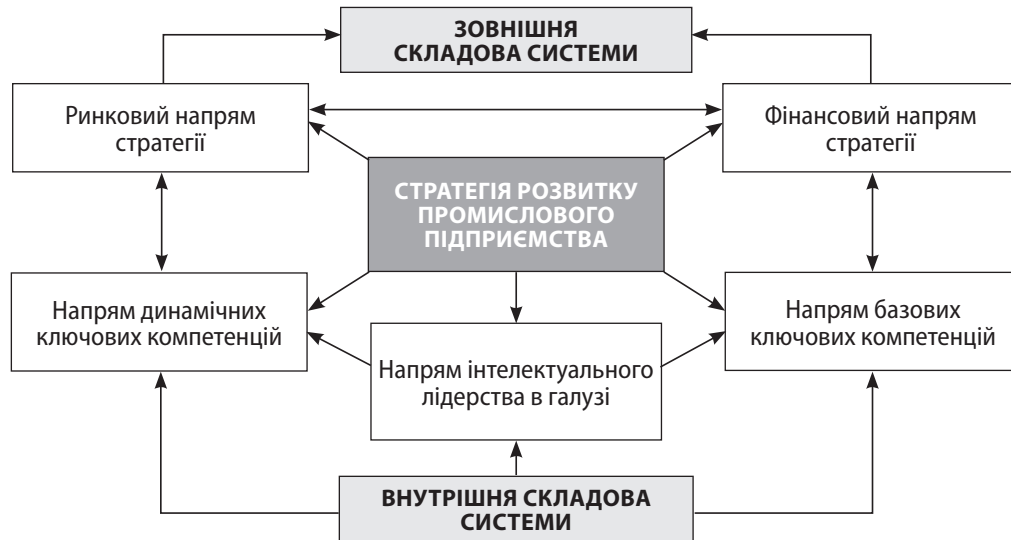 ЗОВНІШНЯ
СКЛАДОВА СИСТЕМИ
Ринковий напрям
стратегії
Фінансовий напрям
стратегії
СТРАТЕГІЯ РОЗВИТКУ
ПРОМИСЛОВОГО
ПІДПРИЄМСТВА
Напрям динамічних
ключових компетенцій
Напрям базових
ключових компетенцій
Напрям інтелектуального
лідерства в галузі
ВНУТРІШНЯ СКЛАДОВА
СИСТЕМИ